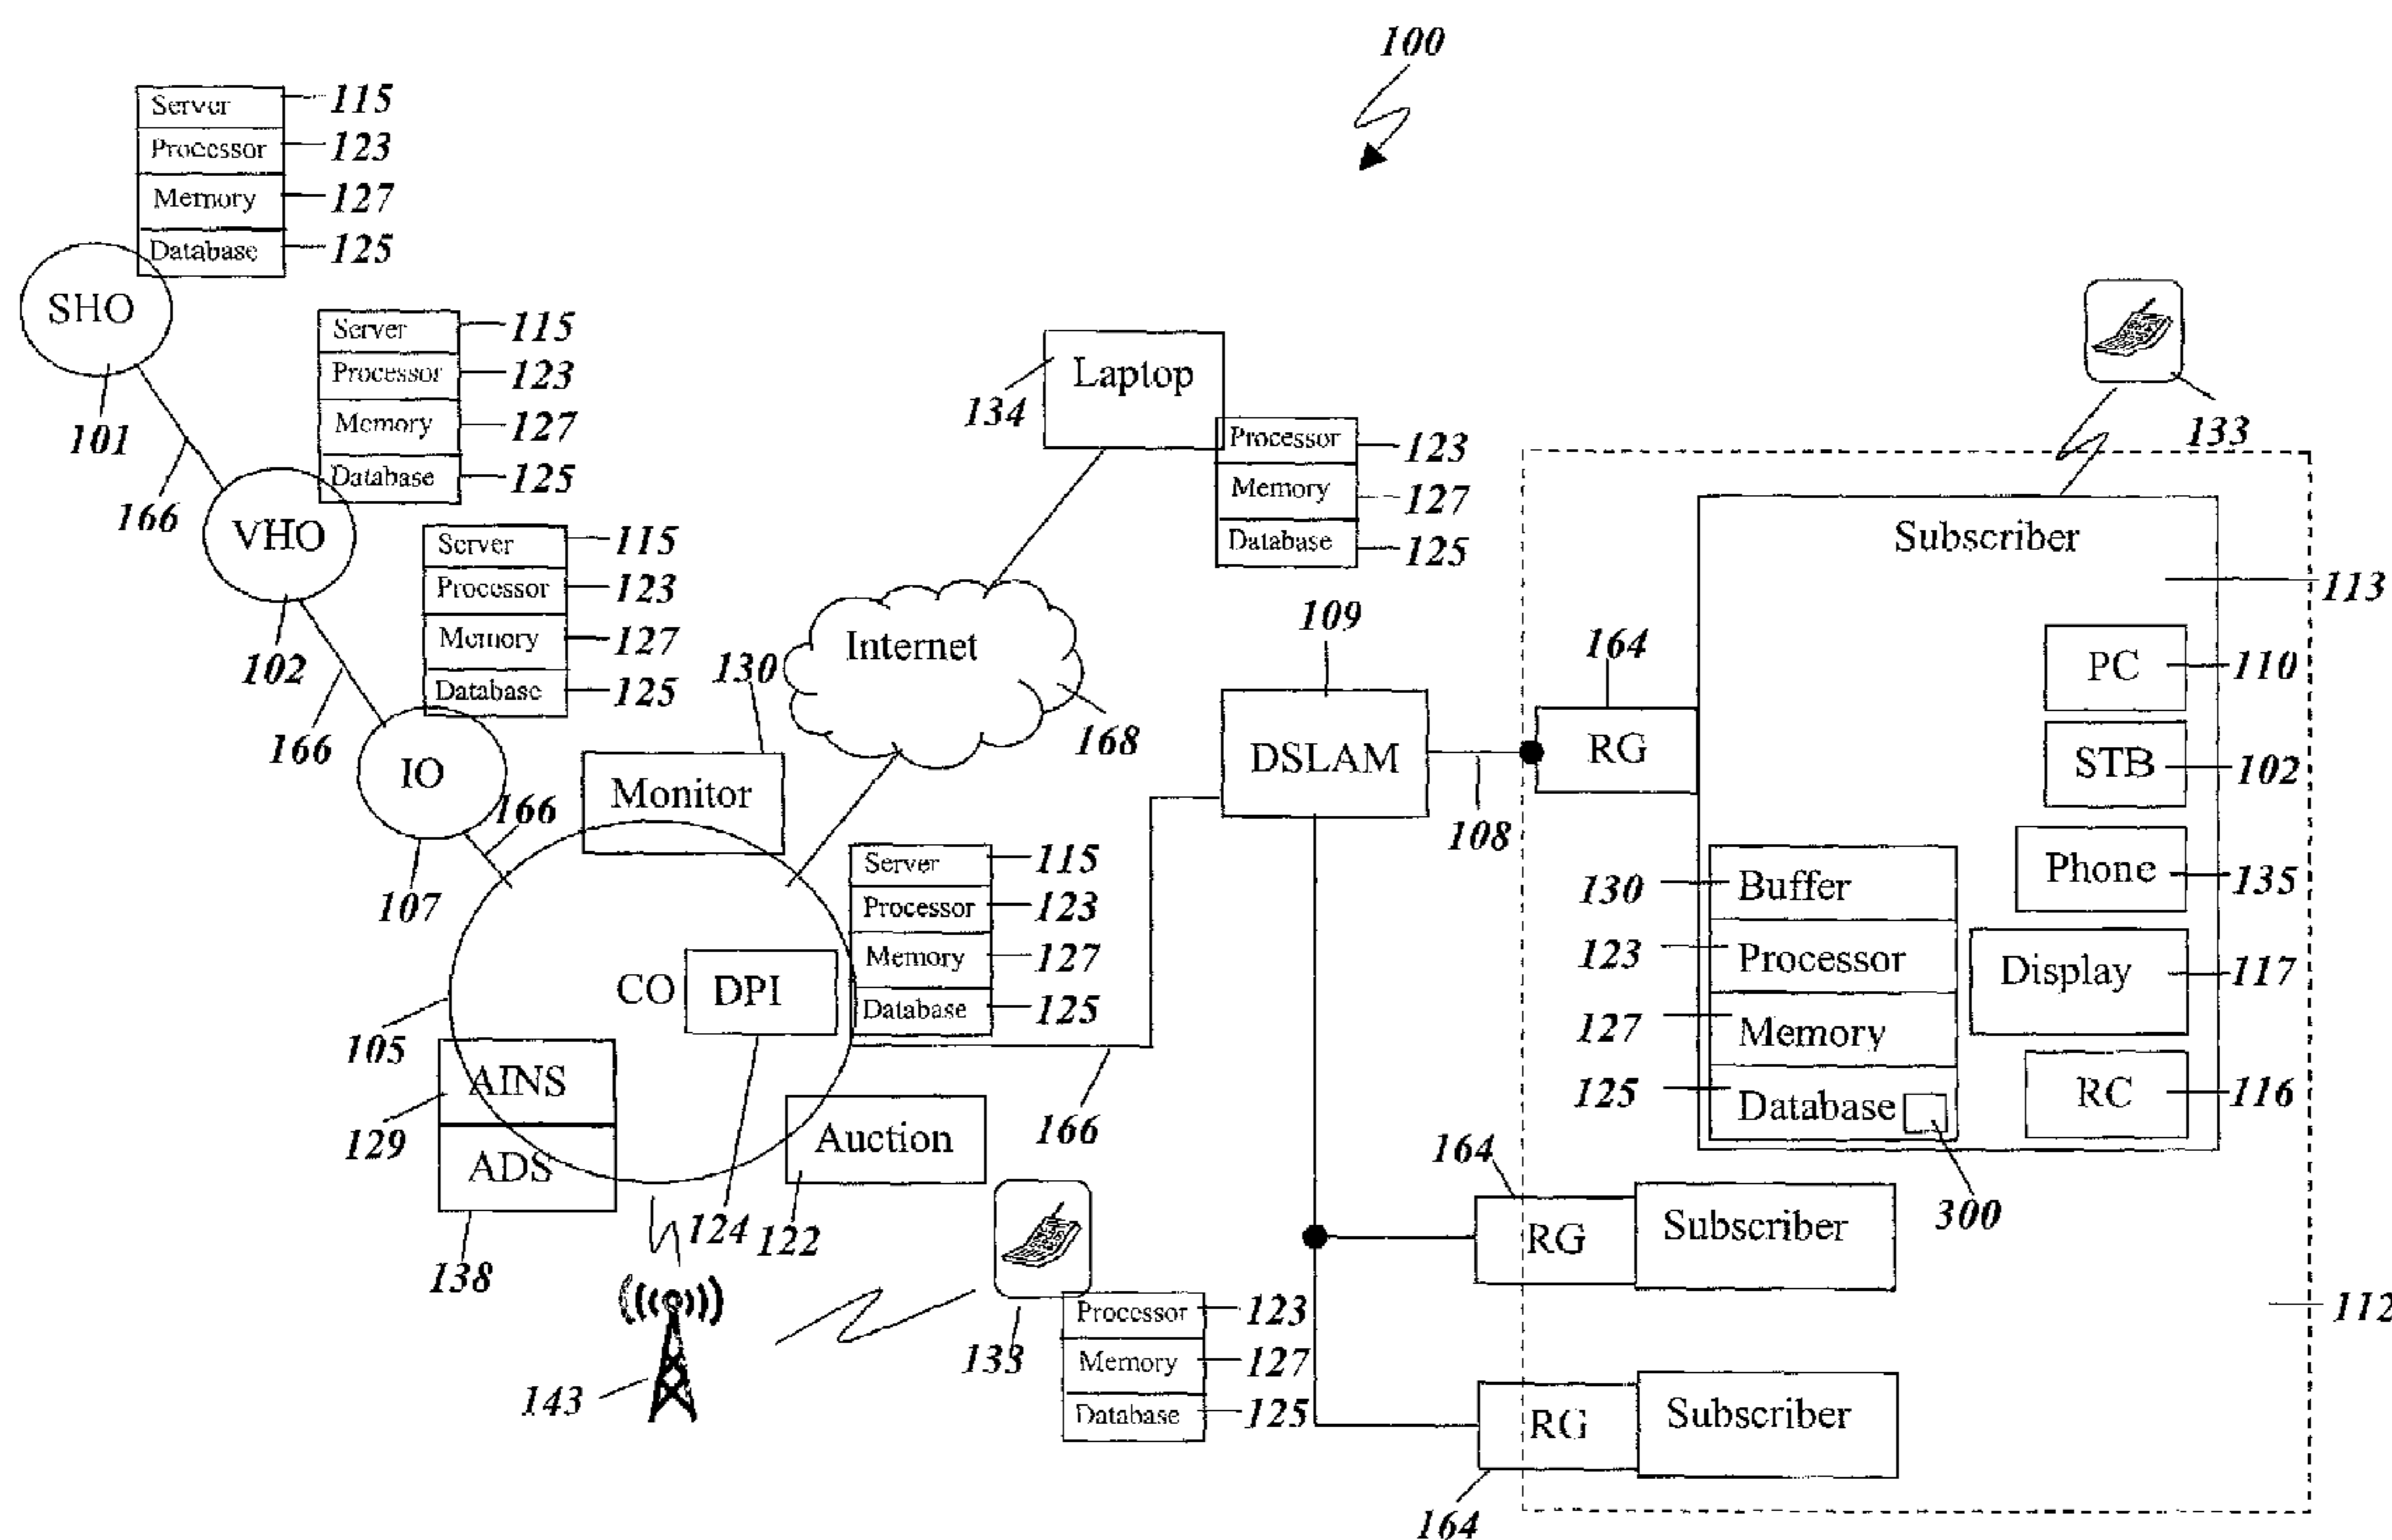 100
Server 115
Processor 123
Memory 127
Database 125
SHO
101
166
Server 115
Processor 123
Memory 127
Database 125
VHO
102
166
Server 115
Processor 123
Memory 127
Database 125
IO
107
166
Monitor
130
Internet
168
Laptop
134
Processor 123
Memory 127
Database 125
CO
DPI
105
124
Server 115
Processor 123
Memory 127
Database 125
AINS
129
ADS
138
Auction
122
166
143
133
Processor 123
Memory 127
Database 125
109
DSLAM
108
164
RG
133
Subscriber
113
PC 110
STB 102
Phone 135
Display 117
RC 116
130 Buffer
123 Processor
127 Memory
125 Database
300
164
RG Subscriber
112
RG Subscriber
164